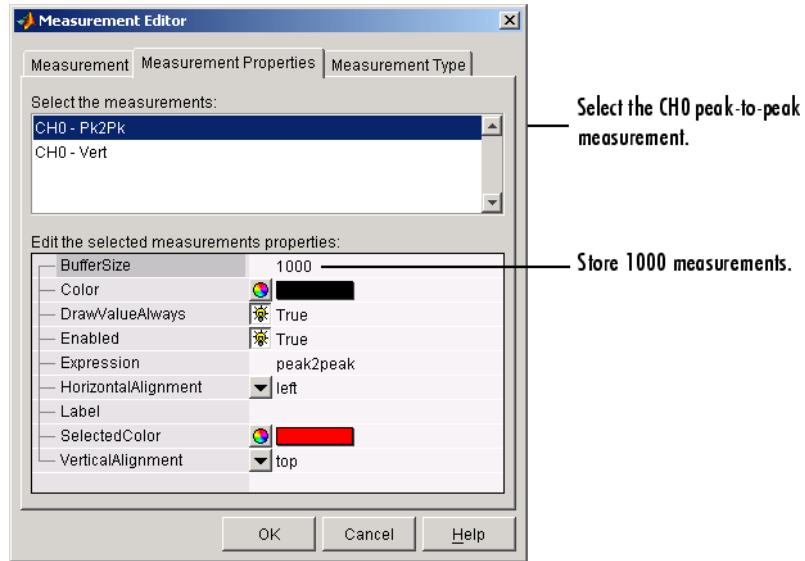 Measurement Editor
Measurement
Measurement Properties
Measurement Type
Select the measurements:
CH0 - Pk2Pk
CH0 - Vert
Select the CH0 peak-to-peak
measurement.
Edit the selected measurements properties:
BufferSize 1000
Store 1000 measurements.
Color
DrawValueAlways True
Enabled True
Expression peak2peak
HorizontalAlignment left
Label
SelectedColor
VerticalAlignment top
OK Cancel Help